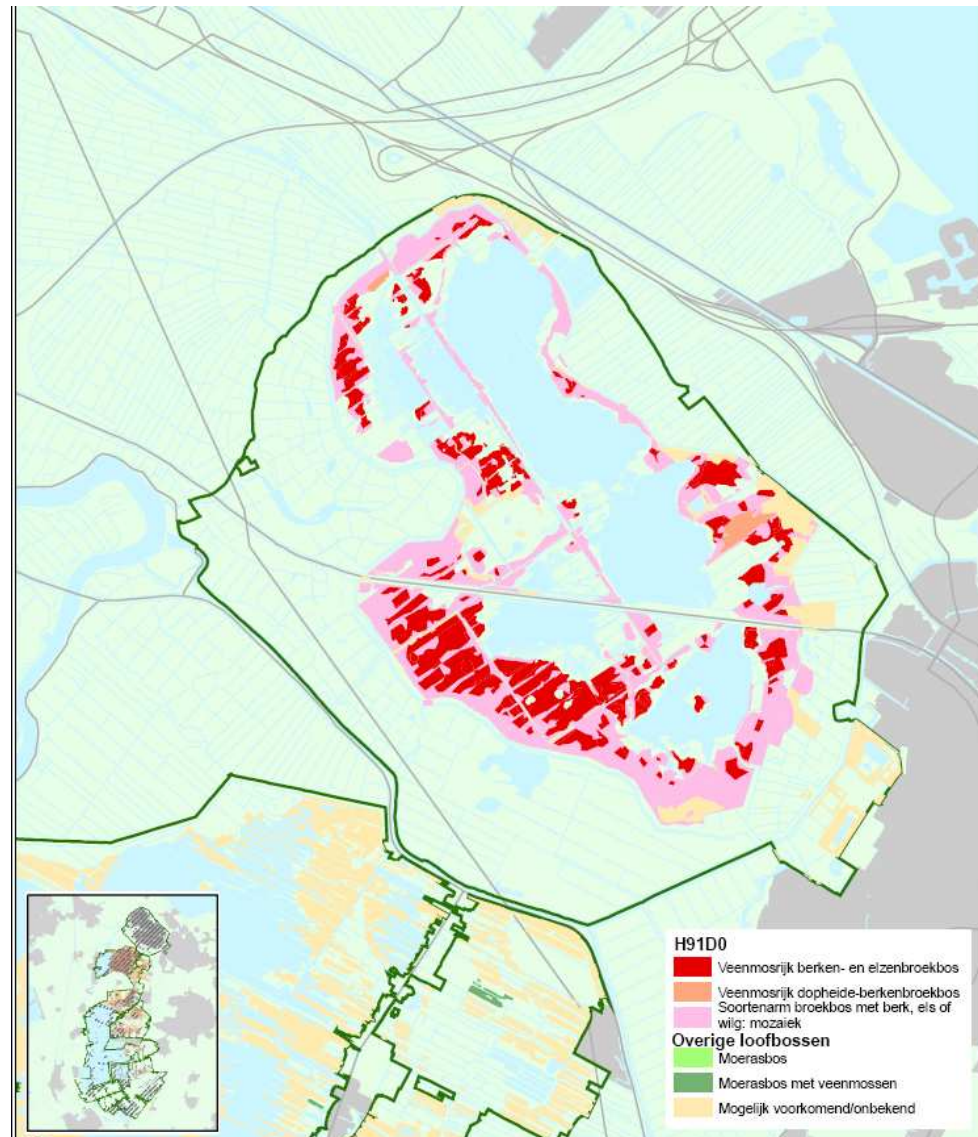 H91D0
Veenmosrijk berken- en elzenbroekbos
Veenmosrijk dopheide-berkenbroekbos
Soortenarm broekbos met berk, els of
wilg: mozaiek
Overige loofbossen
Moerasbos
Moerasbos met veenmossen
Mogelijk voorkomend/onbekend